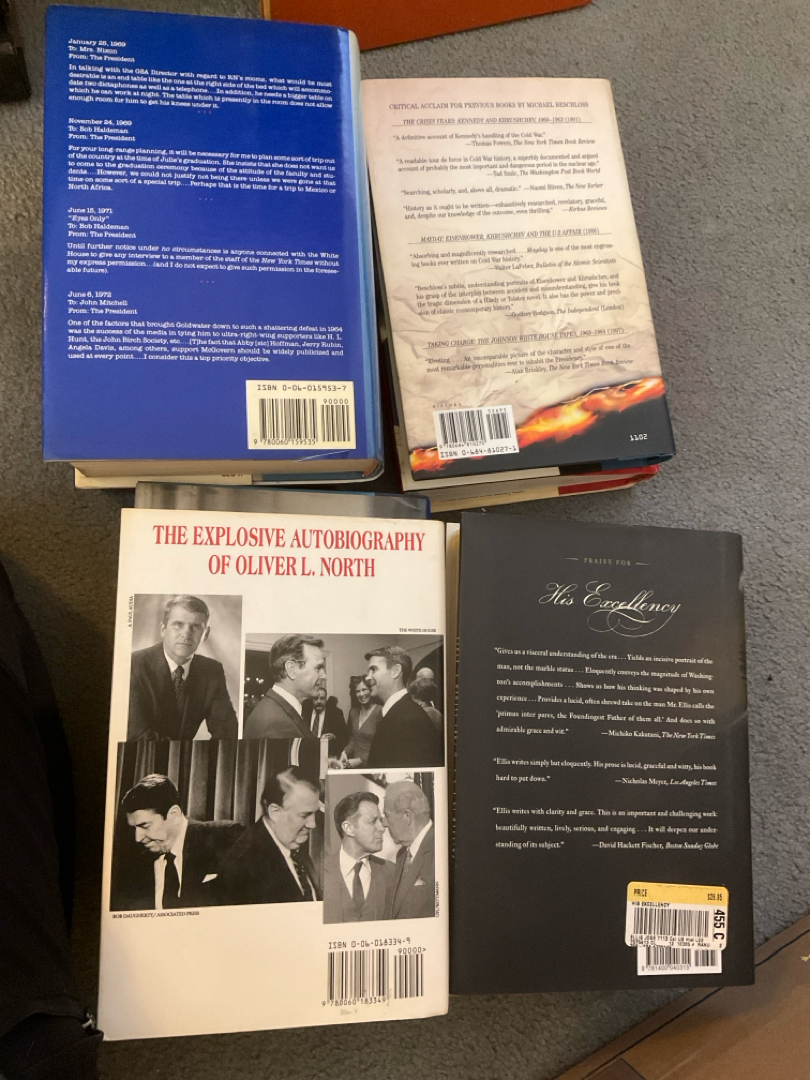 January 28, 1969
To: Mrs. Nixon
From: The President
In talking with the GSA Director with regard to RN's rooms, what would be most
desirable is an end table like the one at the right side of the bed which will accommo-
date two dictaphones as well as a telephone....In addition, he needs a bigger table on
which he can work at night. The table which is presently in the room does not allow
enough room for him to get his knees under it.
....
November 24, 1969
To: Bob Haldeman
From: The President
For your long-range planning, it will be necessary for me to plan some sort of trip out
of the country at the time of Julie's graduation. She insists that she does not want us
to come to the graduation ceremony because of the attitude of the faculty and stu-
dents....However, we could not justify not being there unless we were gone at that
time on some sort of a special trip....Perhaps that is the time for a trip to Mexico or
North Africa.
....
June 15, 1971
"Eyes Only"
To: Bob Haldeman
From: The President
Until further notice under no circumstances is anyone connected with the White
House to give any interview to a member of the staff of the New York Times without
my express permission....(and I do not expect to give such permission in the foresee-
able future).
....
June 6, 1972
To: John Mitchell
From: The President
One of the factors that brought Goldwater down to such a shattering defeat in 1964
was the success of the media in tying him to ultra-right-wing supporters like H. L.
Hunt, the John Birch Society, etc....[T]he fact that Abby [sic] Hoffman, Jerry Rubin,
Angela Davis, among others, support McGovern should be widely publicized and
used at every point....I consider this a top priority objective.
ISBN 0-06-015953-7
90000
9 780060 159535
CRITICAL ACCLAIM FOR PREVIOUS BOOKS BY MICHAEL BESCHLOSS
THE CRISIS YEARS: KENNEDY AND KHRUSHCHEV, 1960–1963 (1991)
"A definitive account of Kennedy's handling of the Cold War."
—Thomas Powers, The New York Times Book Review
"A readable tour de force in Cold War history, a superbly documented and argued
account of probably the most important and dangerous period in the nuclear age."
—Tad Szulc, The Washington Post Book World
"Searching, scholarly, and, above all, dramatic." —Naomi Bliven, The New Yorker
"History as it ought to be written—exhaustively researched, revelatory, graceful,
and, despite our knowledge of the outcome, even thrilling." —Kirkus Reviews
MAYDAY: EISENHOWER, KHRUSHCHEV AND THE U-2 AFFAIR (1986)
"Absorbing and magnificently researched.... Mayday is one of the most engros-
sing books ever written on Cold War history."
—Walter LaFeber, Bulletin of the Atomic Scientists
"Beschloss's subtle, understanding portraits of Eisenhower and Khrushchev, and
his grasp of the interplay between accident and misunderstanding, give his book
the tragic dimension of a Hardy or Tolstoy novel. It also has the power and preci-
sion of classic contemporary history."
—Godfrey Hodgson, The Independent (London)
TAKING CHARGE: THE JOHNSON WHITE HOUSE TAPES, 1963–1964 (1997)
"Riveting.... An incomparable picture of the character and style of one of the
most remarkable personalities ever to inhabit the Presidency."
—Alan Brinkley, The New York Times Book Review
HISTORY
ISBN 0-684-81027-1
1102
THE EXPLOSIVE AUTOBIOGRAPHY
OF OLIVER L. NORTH
THE WHITE HOUSE
BOB DAUGHERTY/ASSOCIATED PRESS
ISBN 0-06-018334-9
90000>
9 780060 183349
PRAISE FOR
His Excellency
"Gives us a visceral understanding of the era . . . Yields an incisive portrait of the
man, not the marble statue . . . Eloquently conveys the magnitude of Washing-
ton's accomplishments . . . Shows us how his thinking was shaped by his own
experience . . . Provides a lucid, often shrewd take on the man Mr. Ellis calls the
'primus inter pares, the Foundingest Father of them all.' And does so with
admirable grace and wit." —Michiko Kakutani, The New York Times
"Ellis writes simply but eloquently. His prose is lucid, graceful and witty, his book
hard to put down." —Nicholas Meyer, Los Angeles Times
"Ellis writes with clarity and grace. This is an important and challenging work:
beautifully written, lively, serious, and engaging . . . It will deepen our under-
standing of its subject." —David Hackett Fischer, Boston Sunday Globe
PRICE $26.95
HIS EXCELLENCY
455 C
9 781400 040315